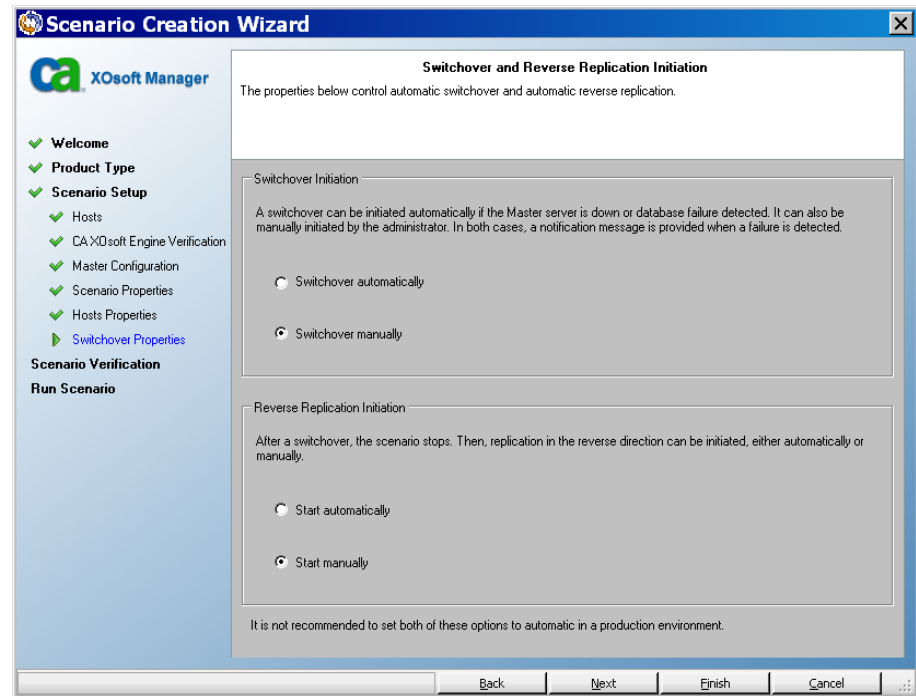 Scenario Creation Wizard
ca
XOsoft Manager
Welcome
Product Type
Scenario Setup
Hosts
CA XOsoft Engine Verification
Master Configuration
Scenario Properties
Hosts Properties
Switchover Properties
Scenario Verification
Run Scenario
Switchover and Reverse Replication Initiation
The properties below control automatic switchover and automatic reverse replication.
Switchover Initiation
A switchover can be initiated automatically if the Master server is down or database failure detected. It can also be
manually initiated by the administrator. In both cases, a notification message is provided when a failure is detected.
Switchover automatically
Switchover manually
Reverse Replication Initiation
After a switchover, the scenario stops. Then, replication in the reverse direction can be initiated, either automatically or
manually.
Start automatically
Start manually
It is not recommended to set both of these options to automatic in a production environment.
Back Next Finish Cancel